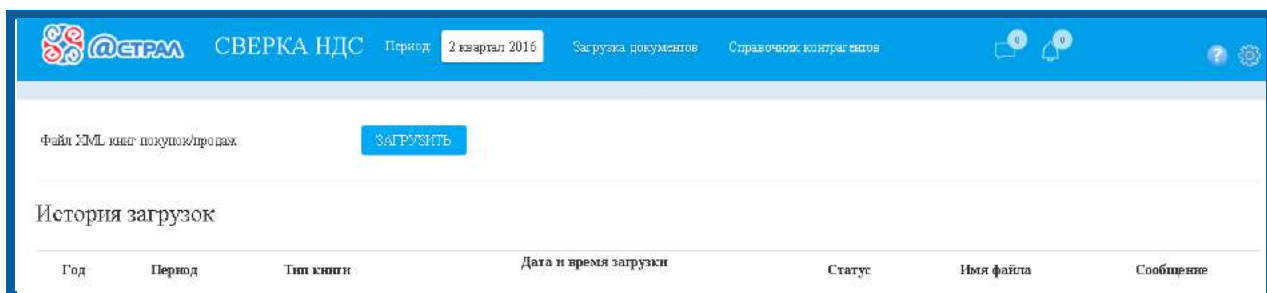 @СТРАЛ СВЕРКА НДС Период: 2 квартал 2016 Загрузка документов Справочник контрагентов 0 0 ?
Файл XML книг покупок/продаж ЗАГРУЗИТЬ
История загрузок
Год Период Тип книги Дата и время загрузки Статус Имя файла Сообщение